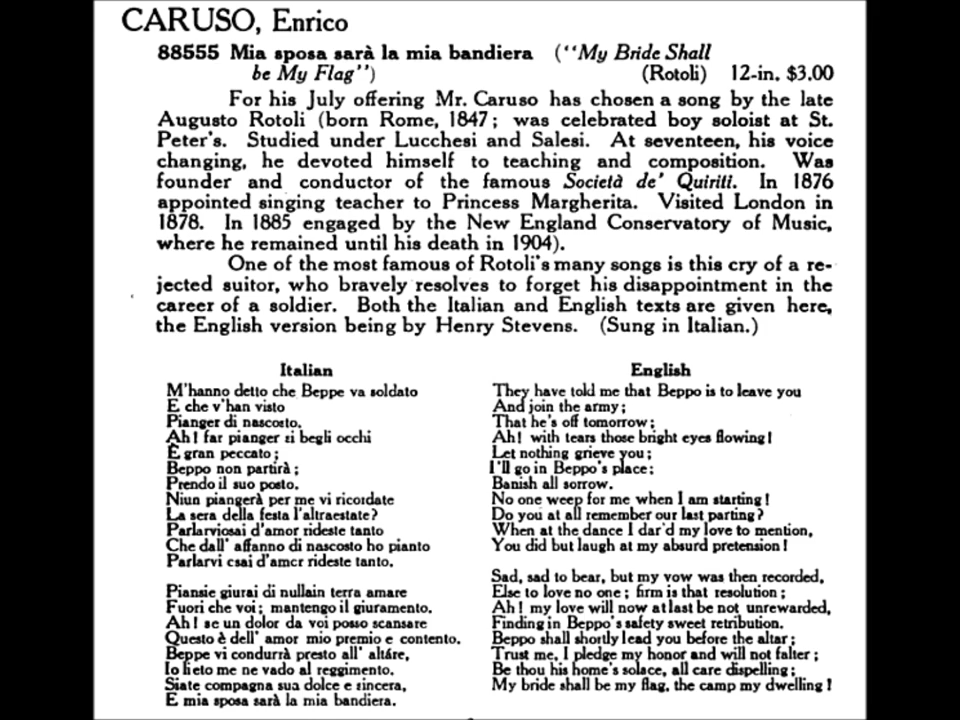 CARUSO, Enrico
88555 Mia sposa sarà la mia bandiera ("My Bride Shall
be My Flag") (Rotoli) 12-in. $3.00
For his July offering Mr. Caruso has chosen a song by the late
Augusto Rotoli (born Rome, 1847; was celebrated boy soloist at St.
Peter's. Studied under Lucchesi and Salesi. At seventeen, his voice
changing, he devoted himself to teaching and composition. Was
founder and conductor of the famous Società de' Quiriti. In 1876
appointed singing teacher to Princess Margherita. Visited London in
1878. In 1885 engaged by the New England Conservatory of Music,
where he remained until his death in 1904).
One of the most famous of Rotoli's many songs is this cry of a re-
jected suitor, who bravely resolves to forget his disappointment in the
career of a soldier. Both the Italian and English texts are given here,
the English version being by Henry Stevens. (Sung in Italian.)
Italian
M'hanno detto che Beppe va soldato
E che v'han visto
Pianger di nascosto.
Ah! far pianger si begli occhi
È gran peccato;
Beppo non partirà;
Prendo il suo posto.
Niun piangerà per me vi ricordate
La sera della festa l'altraestate?
Parlarviosai d'amor rideste tanto
Che dall' affanno di nascosto ho pianto
Parlarvi csai d'amor rideste tanto.
Piansie giurai di nullain terra amare
Fuori che voi; mantengo il giuramento.
Ah! se un dolor da voi posso scansare
Questo è dell' amor mio premio e contento.
Beppe vi condurrà presto all' altáre,
Io lieto me ne vado al reggimento.
Siate compagna sua dolce e sincera,
E mia sposa sarà la mia bandiera.
English
They have told me that Beppo is to leave you
And join the army;
That he's off tomorrow;
Ah! with tears those bright eyes flowing!
Let nothing grieve you;
I'll go in Beppo's place;
Banish all sorrow.
No one weep for me when I am starting!
Do you at all remember our last parting?
When at the dance I dar'd my love to mention,
You did but laugh at my absurd pretension!
Sad, sad to bear, but my vow was then recorded,
Else to love no one; firm is that resolution;
Ah! my love will now at last be not unrewarded,
Finding in Beppo's safety sweet retribution.
Beppo shall shortly lead you before the altar;
Trust me, I pledge my honor and will not falter;
Be thou his home's solace, all care dispelling;
My bride shall be my flag, the camp my dwelling!